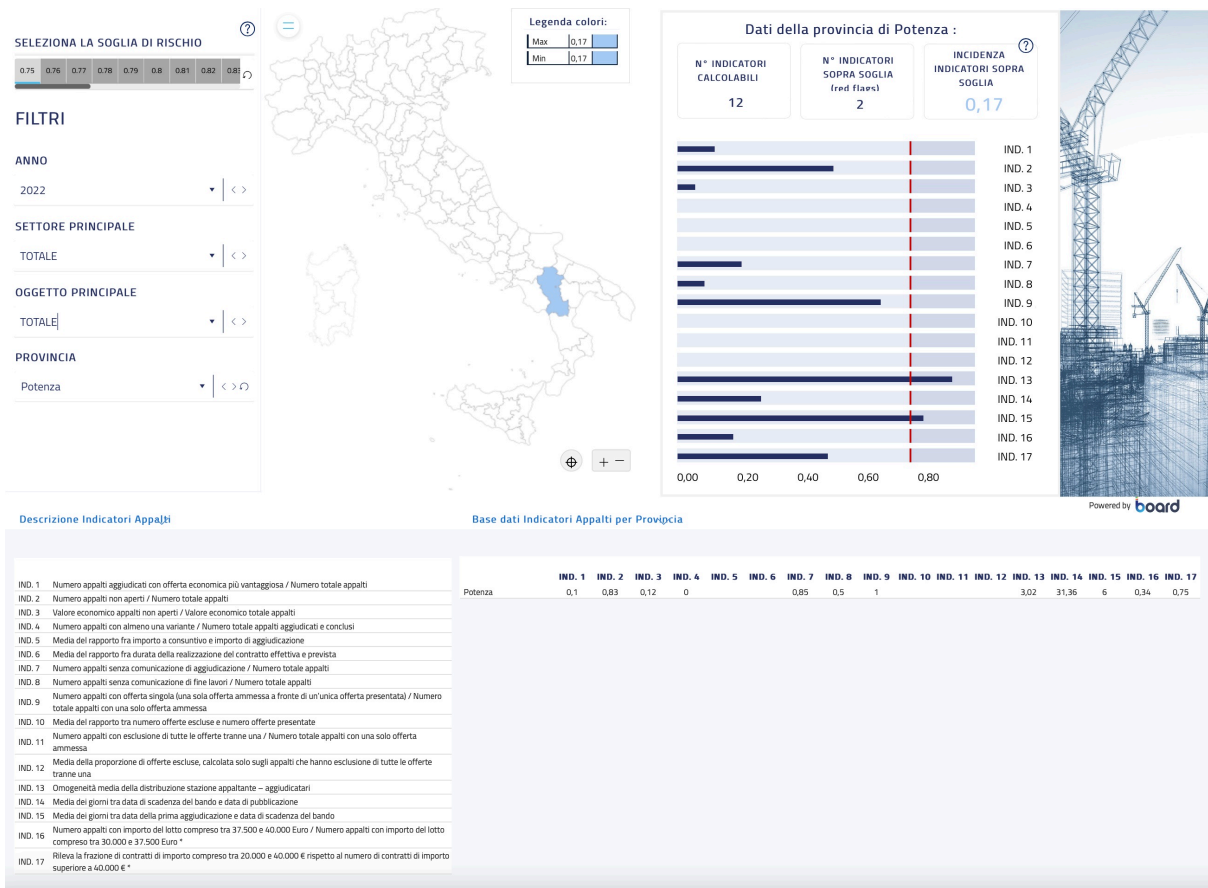 SELEZIONA LA SOGLIA DI RISCHIO
?
0.75 0.76 0.77 0.78 0.79 0.8 0.81 0.82
FILTRI
ANNO
2022
SETTORE PRINCIPALE
TOTALE
OGGETTO PRINCIPALE
TOTALE
PROVINCIA
Potenza
Legenda colori:
Max 0,17
Min 0,17
+ −
Dati della provincia di Potenza :
N° INDICATORI
CALCOLABILI
12
N° INDICATORI
SOPRA SOGLIA
(red flags)
2
?
INCIDENZA
INDICATORI SOPRA
SOGLIA
0,17
IND. 1
IND. 2
IND. 3
IND. 4
IND. 5
IND. 6
IND. 7
IND. 8
IND. 9
IND. 10
IND. 11
IND. 12
IND. 13
IND. 14
IND. 15
IND. 16
IND. 17
0,00 0,20 0,40 0,60 0,80
Powered by board
Descrizione Indicatori Appalti
IND. 1 Numero appalti aggiudicati con offerta economica più vantaggiosa / Numero totale appalti
IND. 2 Numero appalti non aperti / Numero totale appalti
IND. 3 Valore economico appalti non aperti / Valore economico totale appalti
IND. 4 Numero appalti con almeno una variante / Numero totale appalti aggiudicati e conclusi
IND. 5 Media del rapporto fra importo a consuntivo e importo di aggiudicazione
IND. 6 Media del rapporto fra durata della realizzazione del contratto effettiva e prevista
IND. 7 Numero appalti senza comunicazione di aggiudicazione / Numero totale appalti
IND. 8 Numero appalti senza comunicazione di fine lavori / Numero totale appalti
IND. 9 Numero appalti con offerta singola (una sola offerta ammessa a fronte di un'unica offerta presentata) / Numero
totale appalti con una solo offerta ammessa
IND. 10 Media del rapporto tra numero offerte escluse e numero offerte presentate
IND. 11 Numero appalti con esclusione di tutte le offerte tranne una / Numero totale appalti con una solo offerta
ammessa
IND. 12 Media della proporzione di offerte escluse, calcolata solo sugli appalti che hanno esclusione di tutte le offerte
tranne una
IND. 13 Omogeneità media della distribuzione stazione appaltante – aggiudicatari
IND. 14 Media dei giorni tra data di scadenza del bando e data di pubblicazione
IND. 15 Media dei giorni tra data della prima aggiudicazione e data di scadenza del bando
IND. 16 Numero appalti con importo del lotto compreso tra 37.500 e 40.000 Euro / Numero appalti con importo del lotto
compreso tra 30.000 e 37.500 Euro *
IND. 17 Rileva la frazione di contratti di importo compreso tra 20.000 e 40.000 € rispetto al numero di contratti di importo
superiore a 40.000 € *
Base dati Indicatori Appalti per Provincia
IND. 1 IND. 2 IND. 3 IND. 4 IND. 5 IND. 6 IND. 7 IND. 8 IND. 9 IND. 10 IND. 11 IND. 12 IND. 13 IND. 14 IND. 15 IND. 16 IND. 17
Potenza 0,1 0,83 0,12 0 0,85 0,5 1 3,02 31,36 6 0,34 0,75